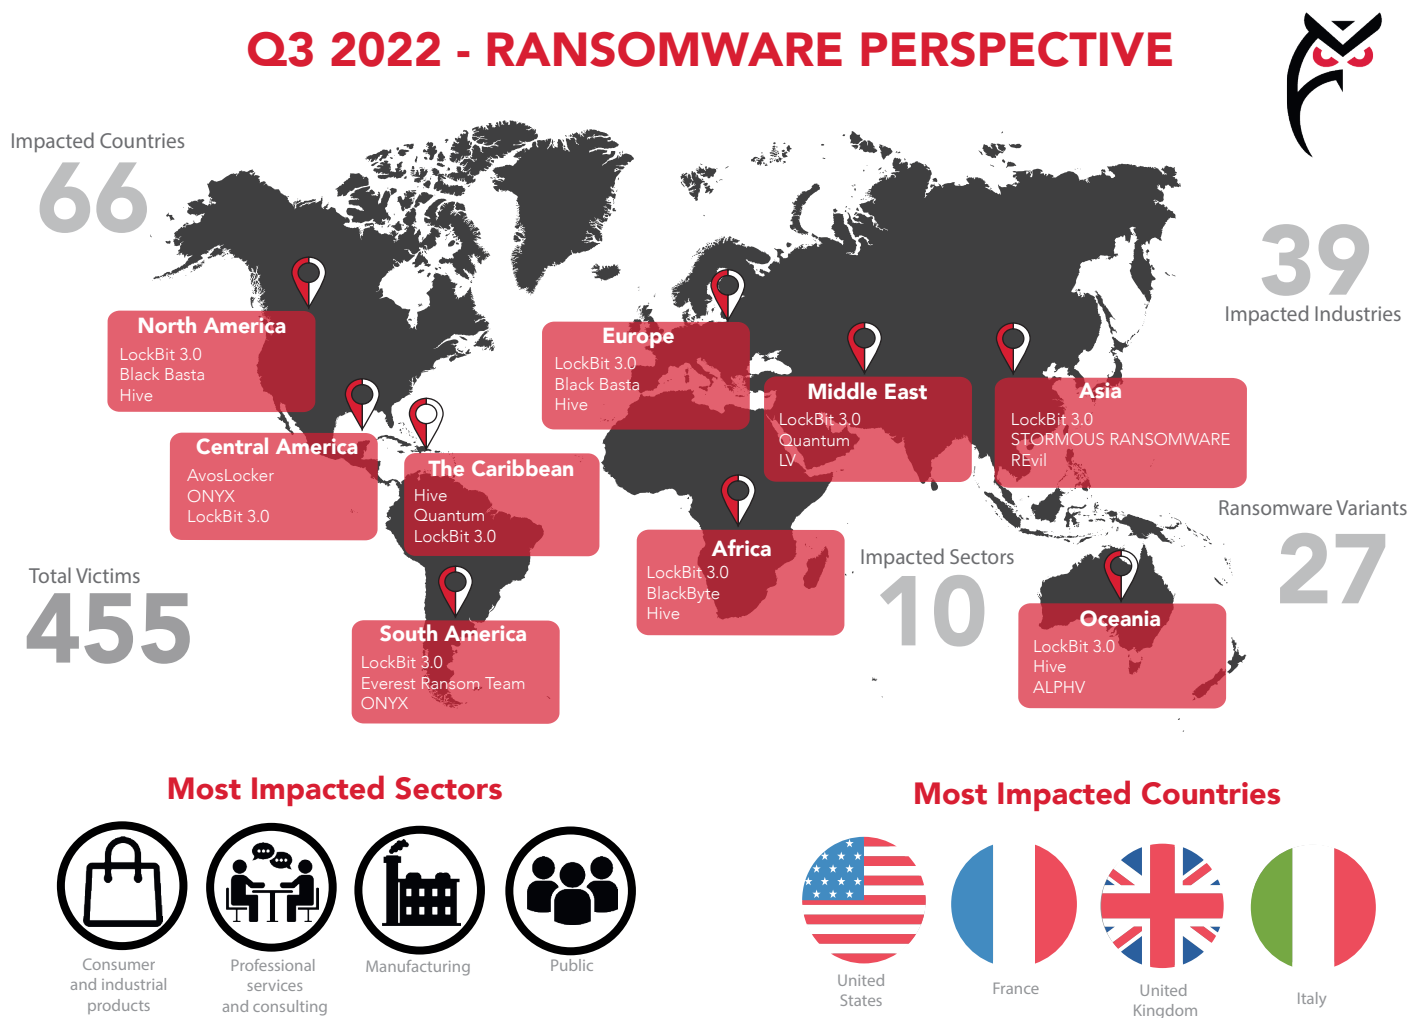 Q3 2022 - RANSOMWARE PERSPECTIVE
Impacted Countries
66
39
Impacted Industries
North America
LockBit 3.0
Black Basta
Hive
Europe
LockBit 3.0
Black Basta
Hive
Middle East
LockBit 3.0
Quantum
LV
Asia
LockBit 3.0
STORMOUS RANSOMWARE
REvil
Central America
AvosLocker
ONYX
LockBit 3.0
The Caribbean
Hive
Quantum
LockBit 3.0
Ransomware Variants
27
Africa
LockBit 3.0
BlackByte
Hive
Impacted Sectors
10
Total Victims
455
South America
LockBit 3.0
Everest Ransom Team
ONYX
Oceania
LockBit 3.0
Hive
ALPHV
Most Impacted Sectors
Consumer
and industrial
products
Professional
services
and consulting
Manufacturing
Public
Most Impacted Countries
United
States
France
United
Kingdom
Italy